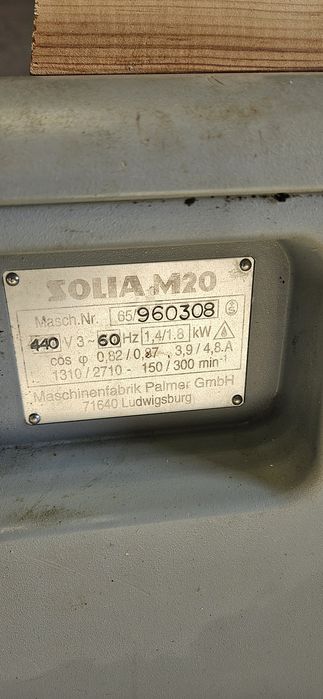 SOLIA M20
Masch.Nr. 65/960308
440 V 3~ 60 Hz 1,4/1,8 kW
cos φ 0,82/0,87 3,9/4,8 A
1310/2710 - 150/300 min⁻¹
Maschinenfabrik Palmer GmbH
71640 Ludwigsburg